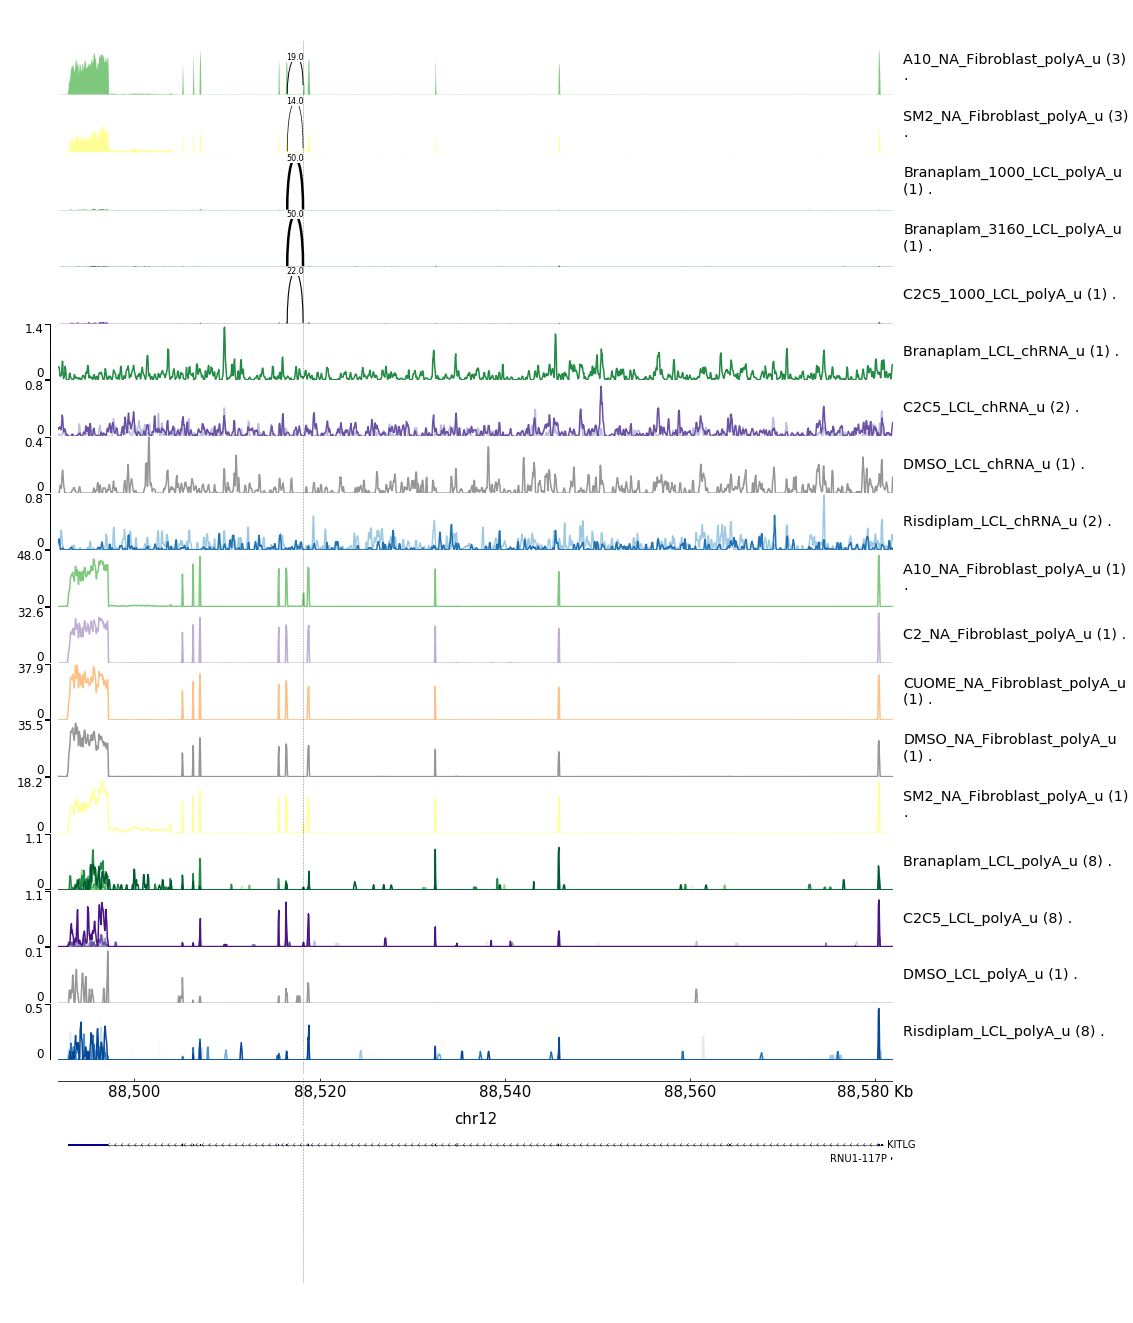 19.0
A10_NA_Fibroblast_polyA_u (3)
.
14.0
SM2_NA_Fibroblast_polyA_u (3)
.
50.0
Branaplam_1000_LCL_polyA_u
(1) .
50.0
Branaplam_3160_LCL_polyA_u
(1) .
22.0
C2C5_1000_LCL_polyA_u (1) .
1.4
Branaplam_LCL_chRNA_u (1) .
0
0.8
C2C5_LCL_chRNA_u (2) .
0
0.4
DMSO_LCL_chRNA_u (1) .
0
0.8
Risdiplam_LCL_chRNA_u (2) .
0
48.0
A10_NA_Fibroblast_polyA_u (1)
.
0
32.6
C2_NA_Fibroblast_polyA_u (1) .
0
37.9
CUOME_NA_Fibroblast_polyA_u
(1) .
0
35.5
DMSO_NA_Fibroblast_polyA_u
(1) .
0
18.2
SM2_NA_Fibroblast_polyA_u (1)
.
0
1.1
Branaplam_LCL_polyA_u (8) .
0
1.1
C2C5_LCL_polyA_u (8) .
0
0.1
DMSO_LCL_polyA_u (1) .
0
0.5
Risdiplam_LCL_polyA_u (8) .
0
88,500 88,520 88,540 88,560 88,580 Kb
chr12
KITLG
RNU1-117P